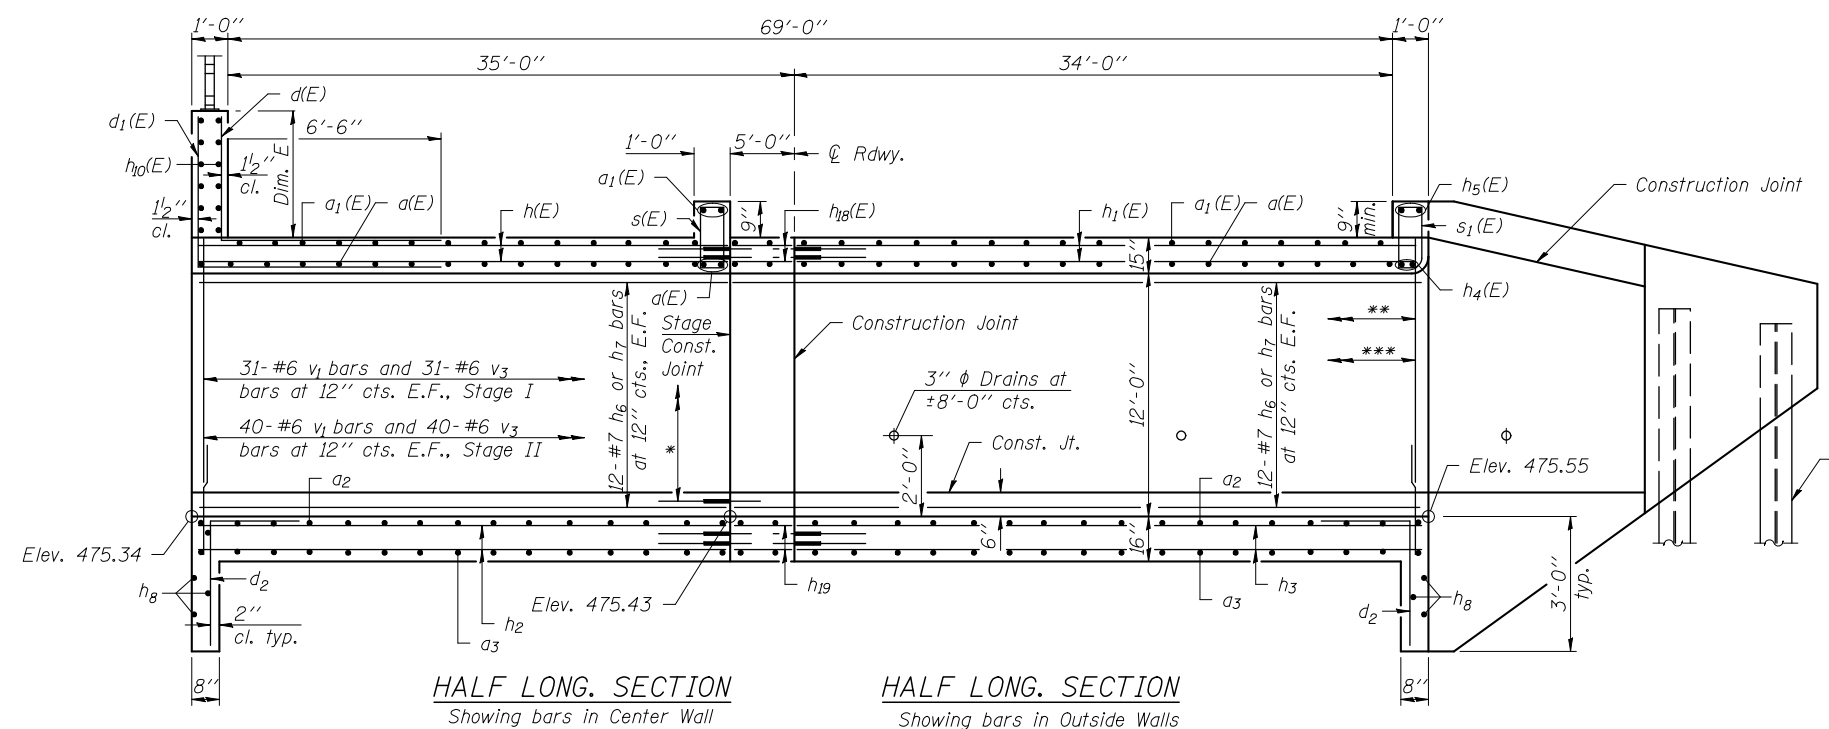 1'-0"
69'-0"
1'-0"
35'-0"
34'-0"
d(E)
d1(E)
6'-6"
1'-0"
5'-0"
℄ Rdwy.
h10(E)
1½"
cl.
Dim. E
a1(E)
h5(E)
Construction Joint
1½"
cl.
a1(E)
a(E)
h(E)
s(E)
9"
h18(E)
h1(E)
a1(E)
a(E)
9"
min.
s1(E)
15"
a(E)
h4(E)
Stage
Const.
Joint
Construction Joint
**
***
12-#7 h6 or h7 bars
at 12" cts., E.F.
12-#7 h6 or h7 bars
at 12" cts. E.F.
31-#6 v1 bars and 31-#6 v3
bars at 12" cts. E.F., Stage I
3" ϕ Drains at
±8'-0" cts.
12'-0"
40-#6 v1 bars and 40-#6 v3
bars at 12" cts. E.F., Stage II
*
Const. Jt.
2'-0"
Elev. 475.55
a2
a2
Elev. 475.34
6"
16"
h8
d2
Elev. 475.43
h19
a3
h3
d2
h8
3'-0"
typ.
2"
cl. typ.
h2
a3
8"
8"
HALF LONG. SECTION
Showing bars in Center Wall
HALF LONG. SECTION
Showing bars in Outside Walls